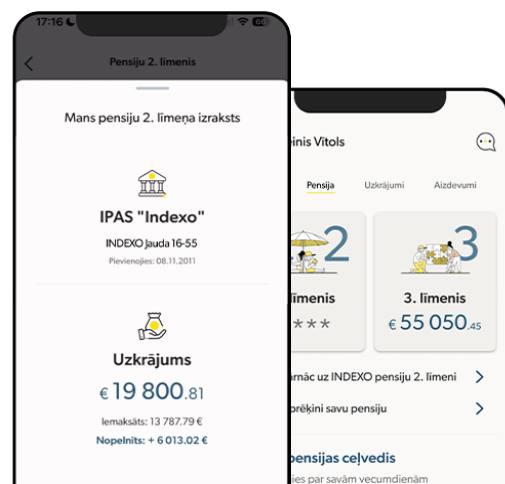 17:16
66
Pensiju 2. līmenis
Mans pensiju 2. līmeņa izraksts
IPAS "Indexo"
INDEXO Jauda 16-55
Pievienojies: 08.11.2011
Uzkrājums
€ 19 800.81
Iemaksāts: 13 787.79 €
Nopelnīts: + 6 013.02 €
Vītols
Pensija
Uzkrājumi
Aizdevumi
2
3
3. līmenis
***
€ 55 050.45
uz INDEXO pensiju 2. līmeni
savu pensiju
ceļvedis
par savām vecumdienām